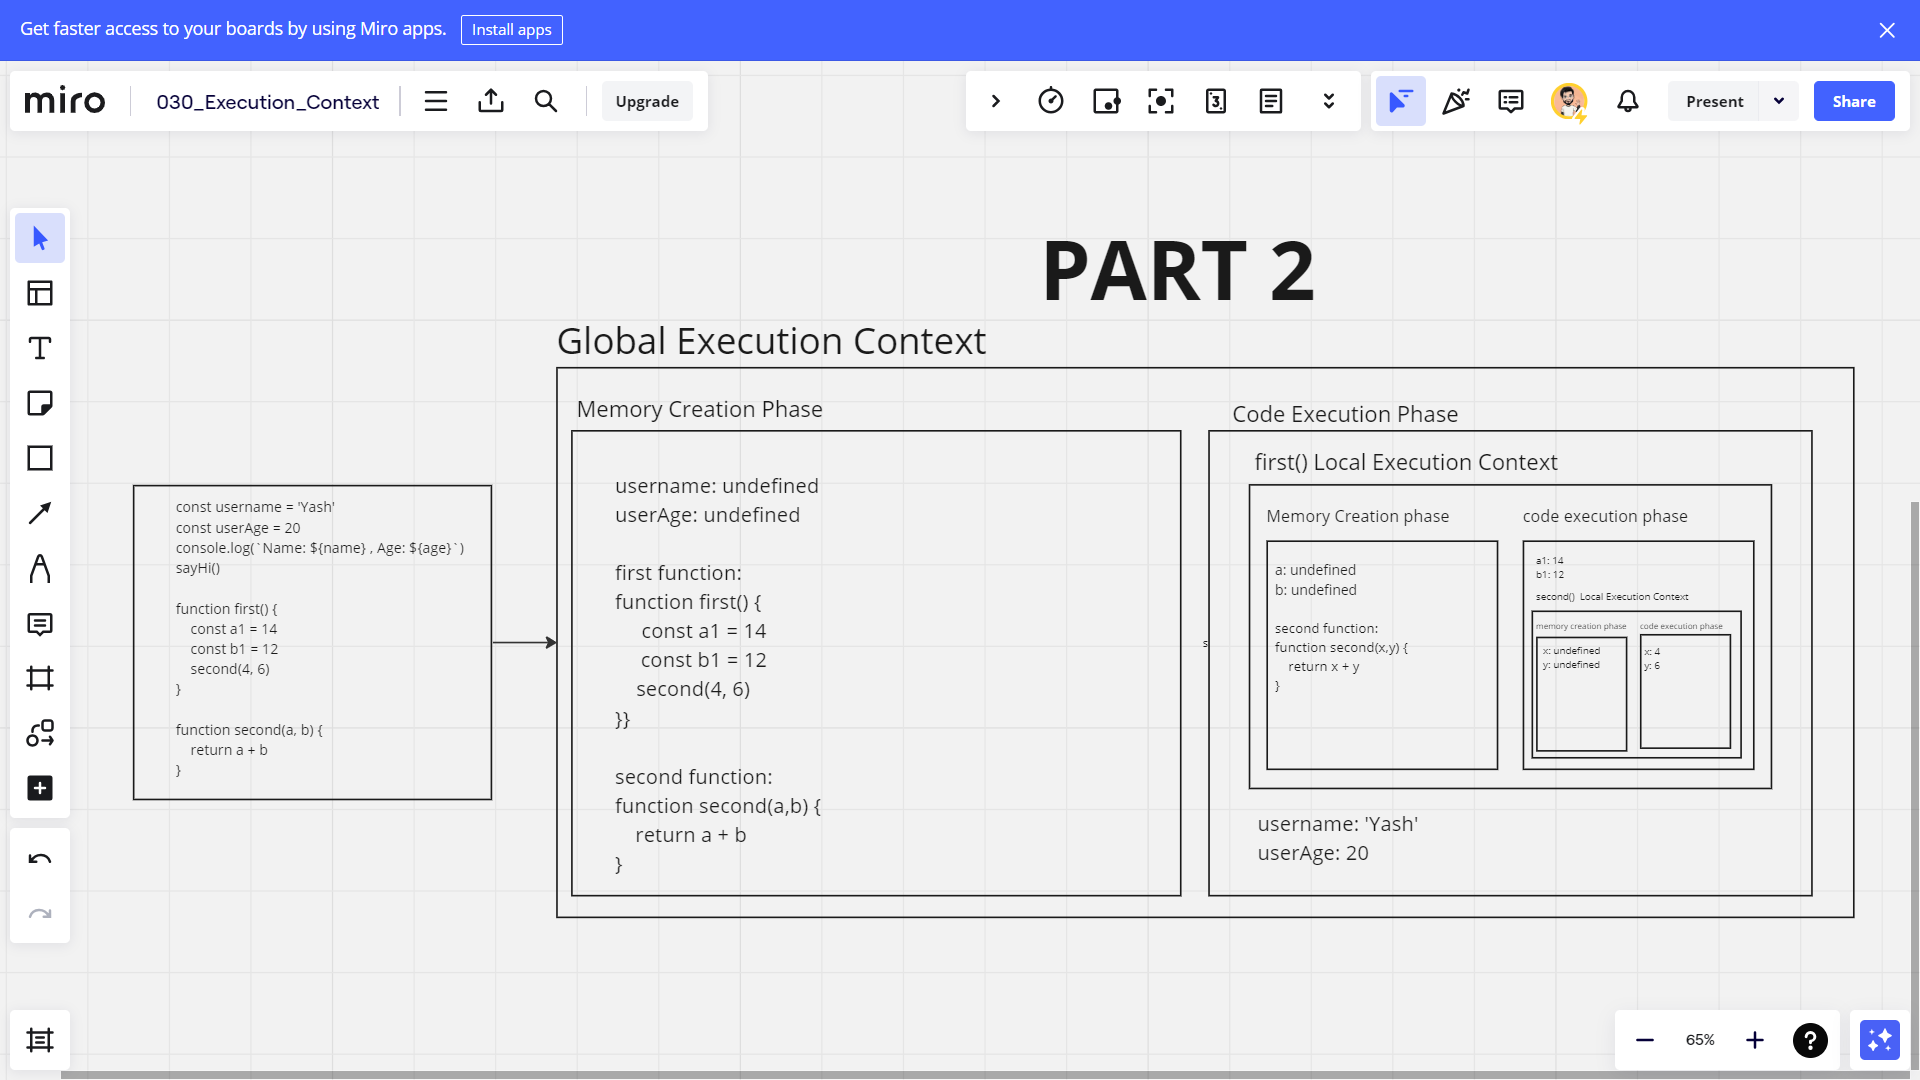 Get faster access to your boards by using Miro apps. Install apps
miro 030_Execution_Context Upgrade
Present Share
PART 2
Global Execution Context
const username = 'Yash'
const userAge = 20
console.log(`Name: ${name} , Age: ${age}`)
sayHi()
function first() {
const a1 = 14
const b1 = 12
second(4, 6)
}
function second(a, b) {
return a + b
}
Memory Creation Phase
username: undefined
userAge: undefined
first function:
function first() {
const a1 = 14
const b1 = 12
second(4, 6)
}}
second function:
function second(a,b) {
return a + b
}
s
Code Execution Phase
first() Local Execution Context
Memory Creation phase
a: undefined
b: undefined
second function:
function second(x,y) {
return x + y
}
code execution phase
a1: 14
b1: 12
second() Local Execution Context
memory creation phase
x: undefined
y: undefined
code execution phase
x: 4
y: 6
username: 'Yash'
userAge: 20
65%